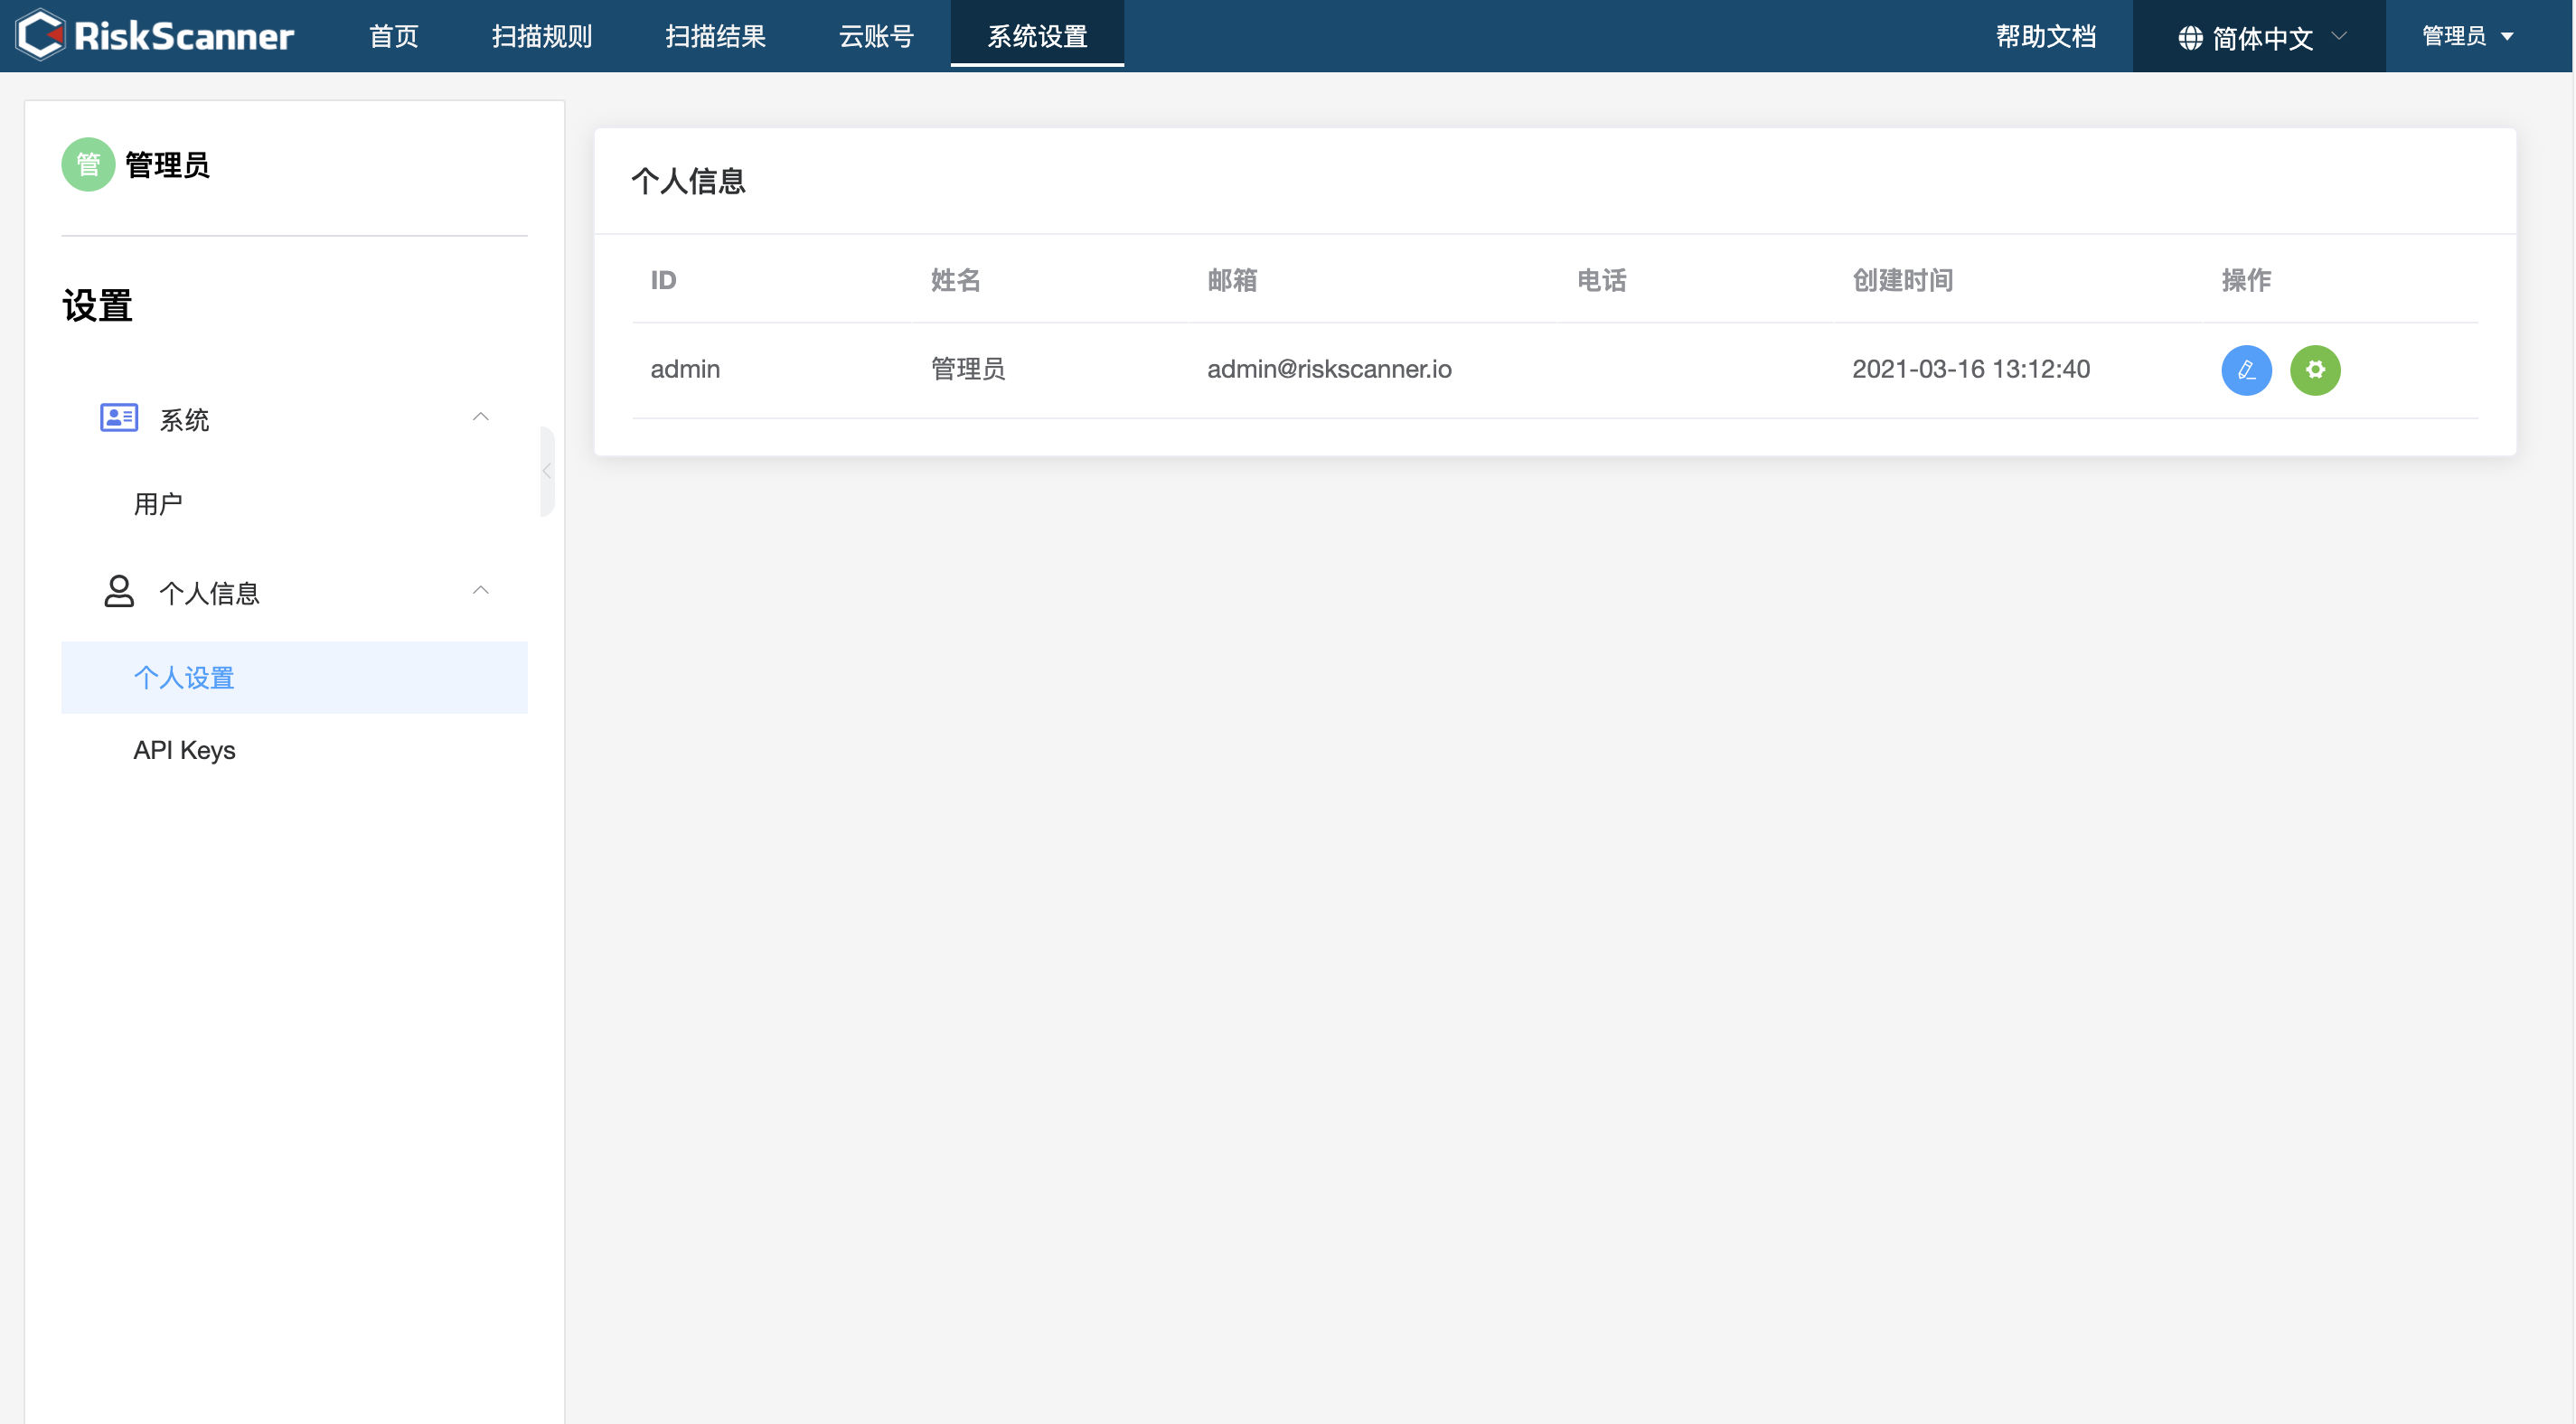 RiskScanner 首页 扫描规则 扫描结果 云账号 系统设置 帮助文档 简体中文 管理员
管 管理员
设置
系统
用户
个人信息
个人设置
API Keys
个人信息
ID 姓名 邮箱 电话 创建时间 操作
admin 管理员 admin@riskscanner.io 2021-03-16 13:12:40